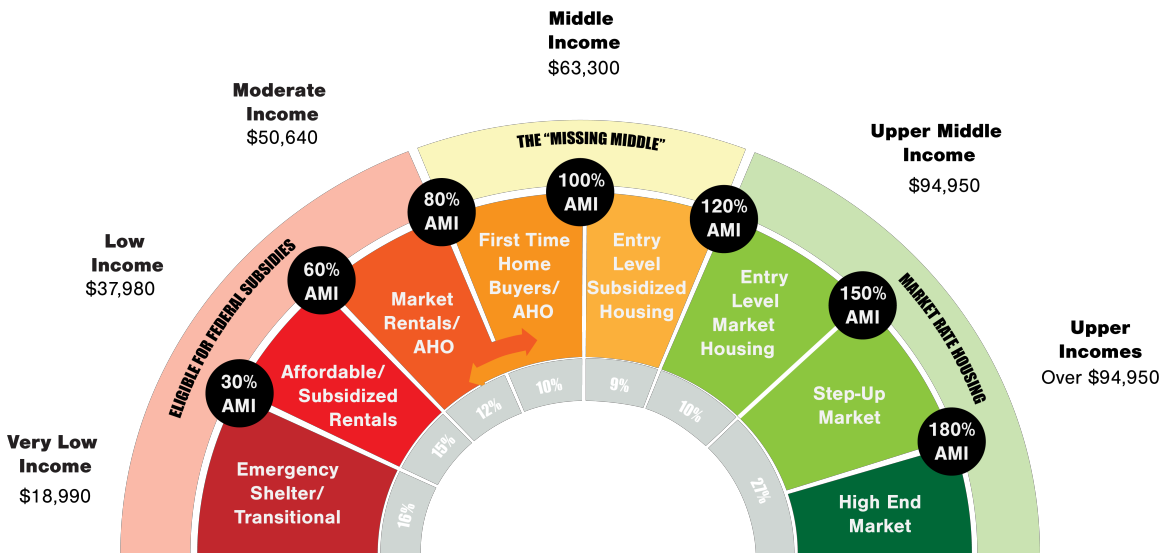 Middle
Income
$63,300
Moderate
Income
$50,640
Upper Middle
Income
$94,950
Low
Income
$37,980
Upper
Incomes
Over $94,950
Very Low
Income
$18,990
ELIGIBLE FOR FEDERAL SUBSIDIES
THE “MISSING MIDDLE”
MARKET RATE HOUSING
30%
AMI
60%
AMI
80%
AMI
100%
AMI
120%
AMI
150%
AMI
180%
AMI
Emergency
Shelter/
Transitional
Affordable/
Subsidized
Rentals
Market
Rentals/
AHO
First Time
Home
Buyers/
AHO
Entry
Level
Subsidized
Housing
Entry
Level
Market
Housing
Step-Up
Market
High End
Market
16%
15%
12%
10%
9%
10%
27%